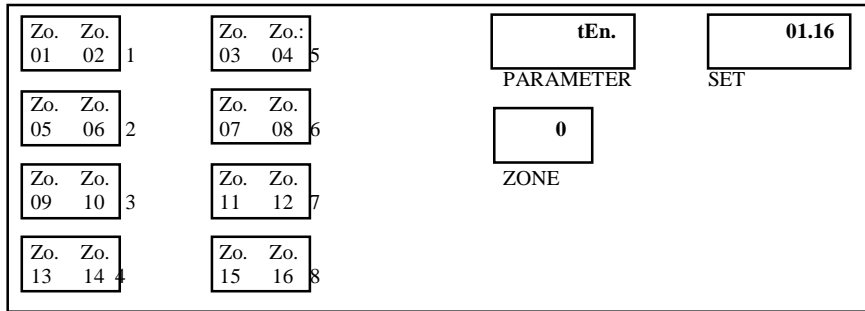 Zo. Zo.
01 02 1
Zo. Zo.:
03 04 5
tEn.
PARAMETER
01.16
SET
Zo. Zo.
05 06 2
Zo. Zo.
07 08 6
0
ZONE
Zo. Zo.
09 10 3
Zo. Zo.
11 12 7
Zo. Zo.
13 14 4
Zo. Zo.
15 16 8